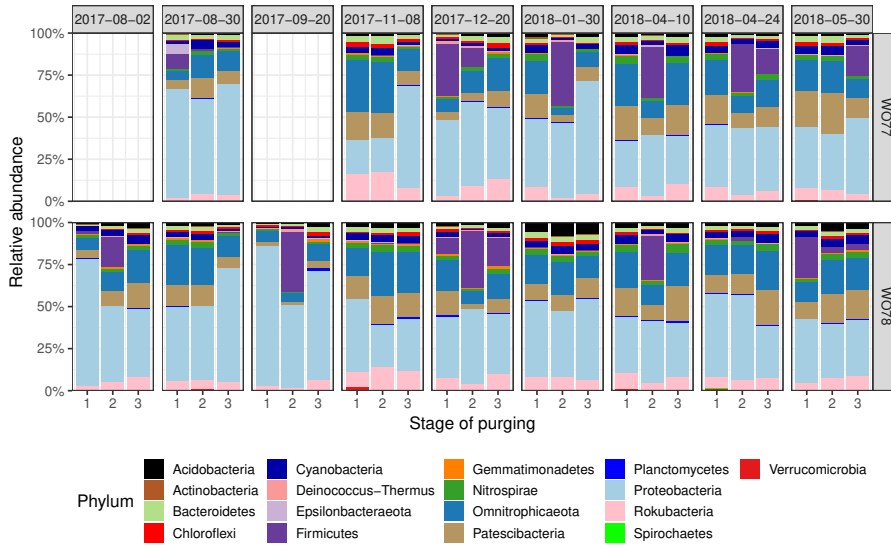 2017−08−02 2017−08−30 2017−09−20 2017−11−08 2017−12−20 2018−01−30 2018−04−10 2018−04−24 2018−05−30
100%
75%
50%
25%
0%
WO77
100%
75%
50%
25%
0%
WO78
Relative abundance
1 2 3 1 2 3 1 2 3 1 2 3 1 2 3 1 2 3 1 2 3 1 2 3 1 2 3
Stage of purging
Phylum
Acidobacteria
Actinobacteria
Bacteroidetes
Chloroflexi
Cyanobacteria
Deinococcus−Thermus
Epsilonbacteraeota
Firmicutes
Gemmatimonadetes
Nitrospirae
Omnitrophicaeota
Patescibacteria
Planctomycetes
Proteobacteria
Rokubacteria
Spirochaetes
Verrucomicrobia